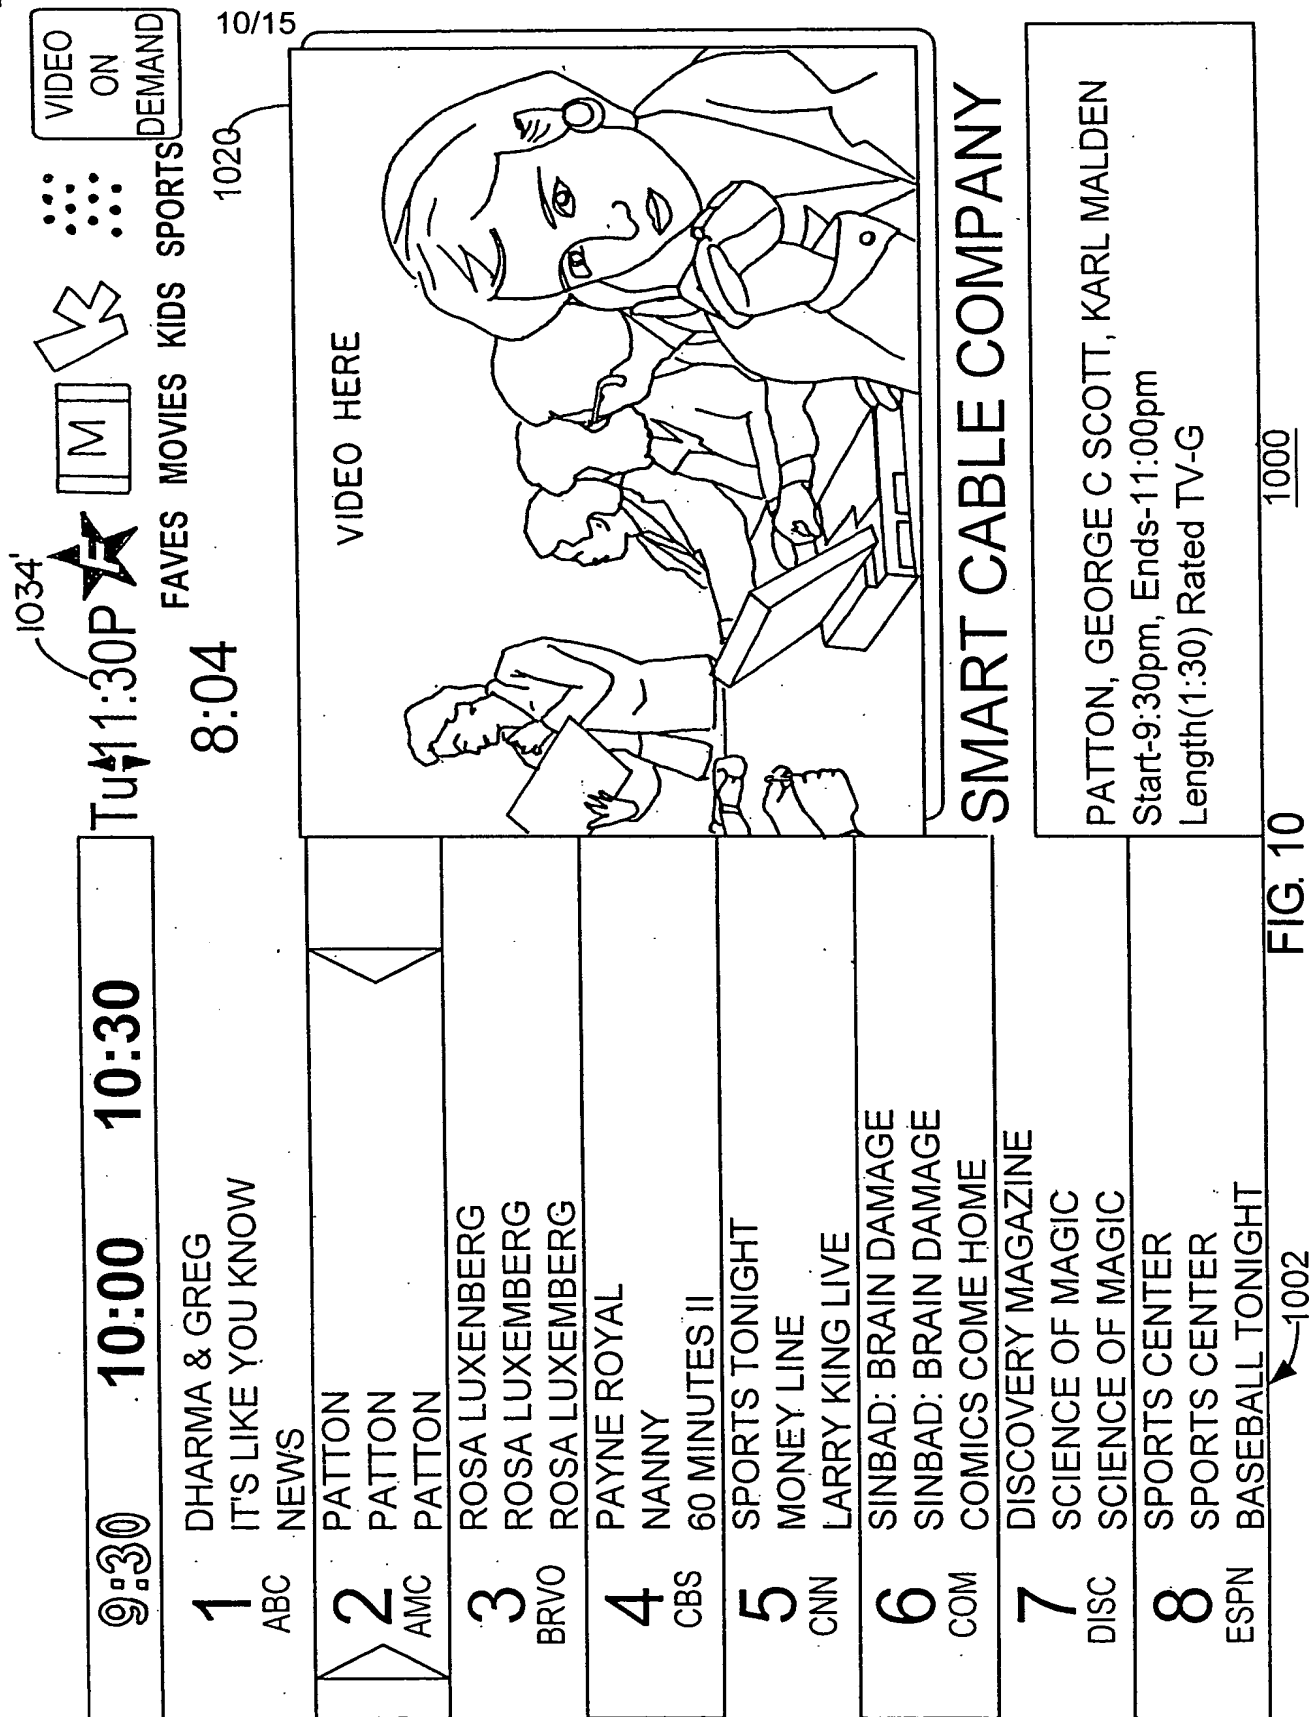 10/15
9:30 10:00 10:30
Tu 11:30P
1034'
F
M
K
VIDEO
ON
DEMAND
FAVES MOVIES KIDS SPORTS
8:04
1020
1
ABC
DHARMA & GREG
IT'S LIKE YOU KNOW
NEWS
2
AMC
PATTON
PATTON
PATTON
3
BRVO
ROSA LUXENBERG
ROSA LUXEMBERG
ROSA LUXEMBERG
4
CBS
PAYNE ROYAL
NANNY
60 MINUTES II
5
CNN
SPORTS TONIGHT
MONEY LINE
LARRY KING LIVE
6
COM
SINBAD: BRAIN DAMAGE
SINBAD: BRAIN DAMAGE
COMICS COME HOME
7
DISC
DISCOVERY MAGAZINE
SCIENCE OF MAGIC
SCIENCE OF MAGIC
8
ESPN
SPORTS CENTER
SPORTS CENTER
BASEBALL TONIGHT
VIDEO HERE
SMART CABLE COMPANY
PATTON, GEORGE C SCOTT, KARL MALDEN
Start-9:30pm, Ends-11:00pm
Length(1:30) Rated TV-G
1002
1000
FIG. 10